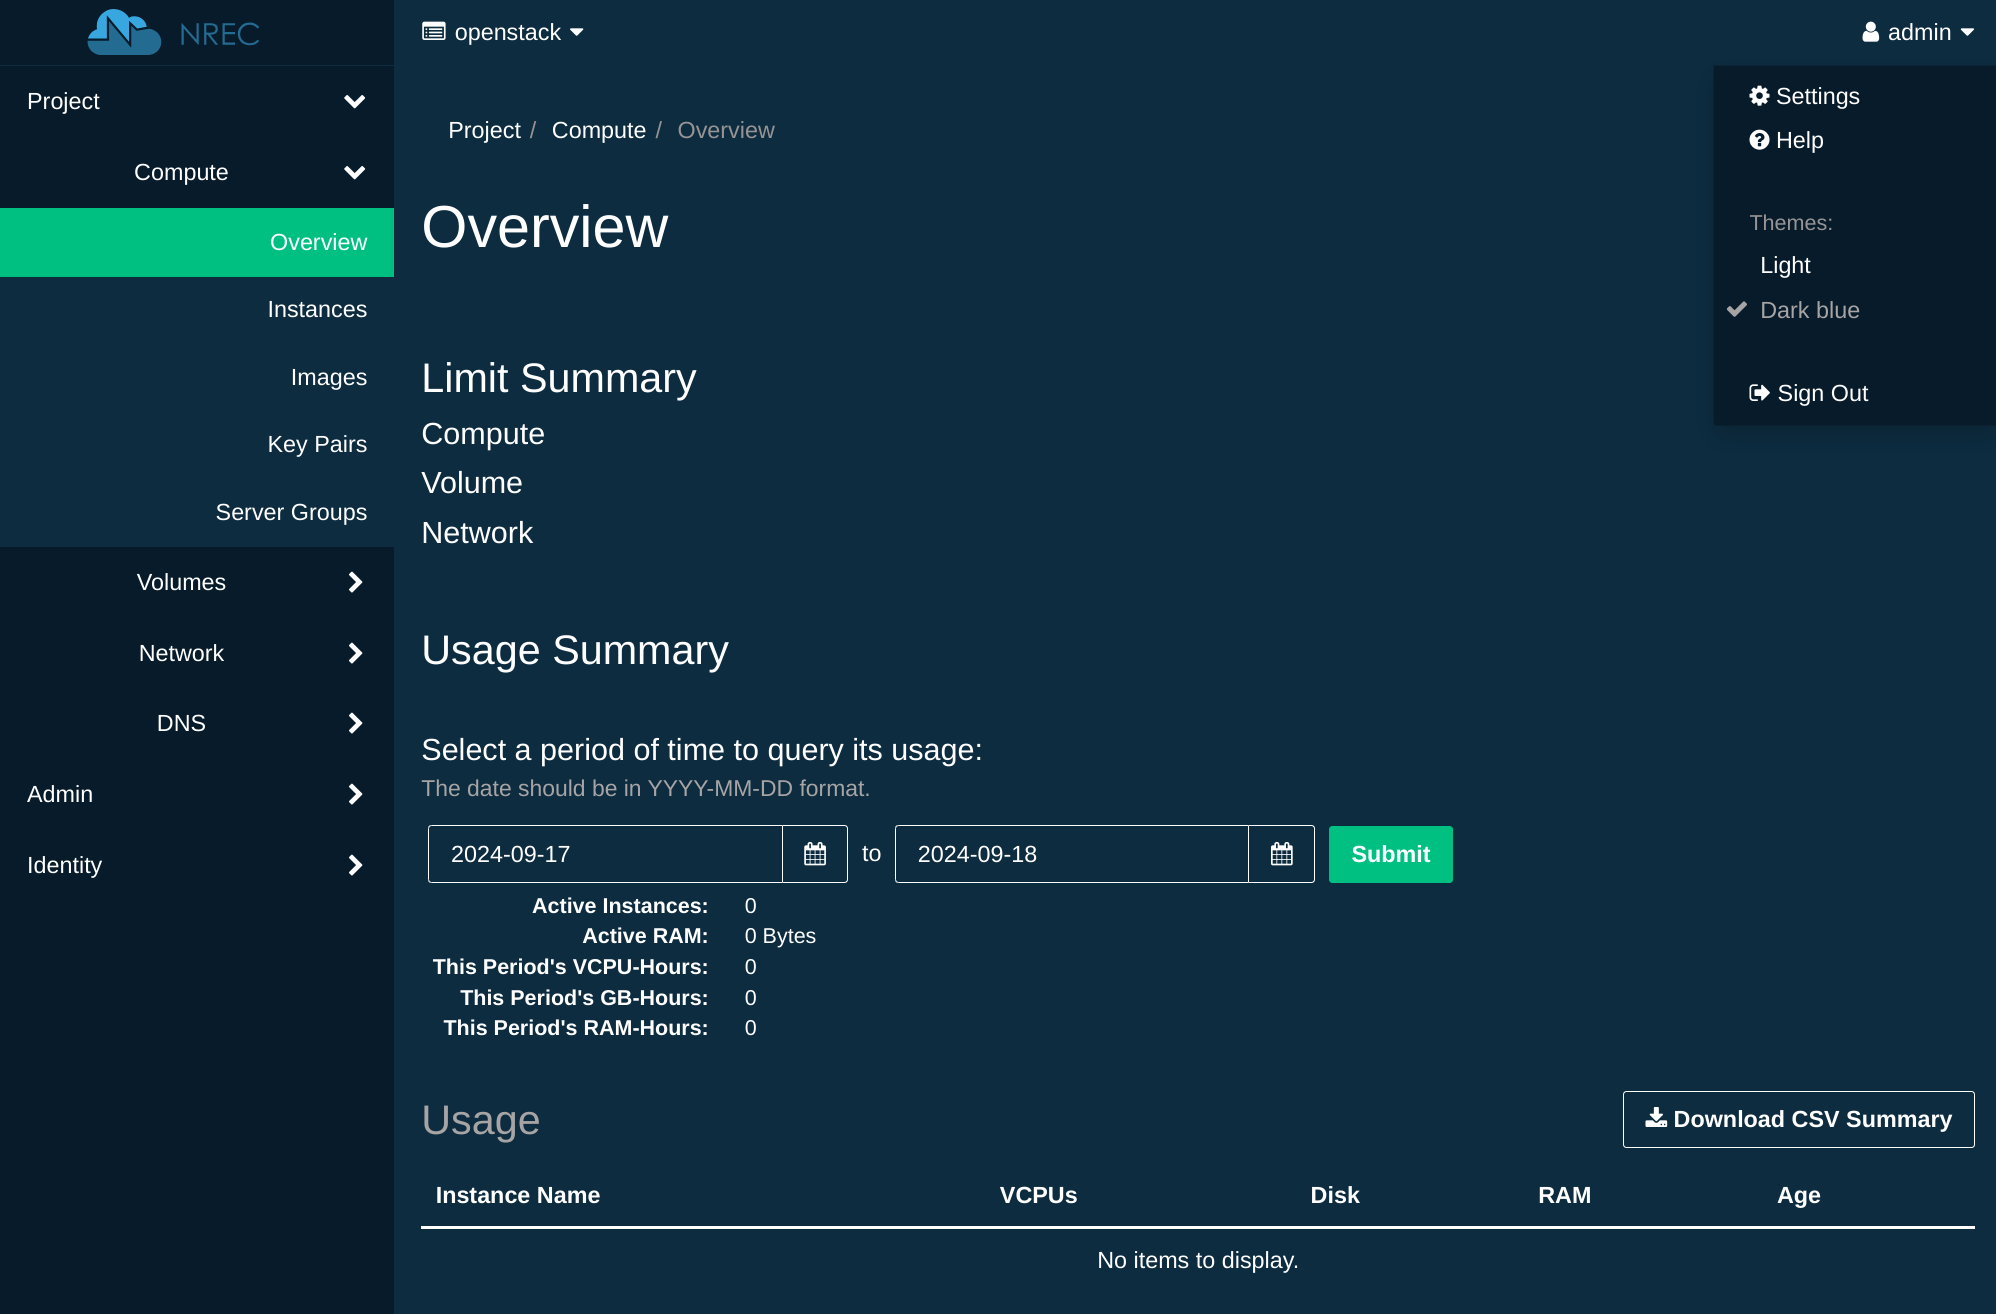 NREC
openstack
admin
Project
Compute
Overview
Instances
Images
Key Pairs
Server Groups
Volumes
Network
DNS
Admin
Identity
Settings
Help
Themes:
Light
Dark blue
Sign Out
Project / Compute / Overview
Overview
Limit Summary
Compute
Volume
Network
Usage Summary
Select a period of time to query its usage:
The date should be in YYYY-MM-DD format.
2024-09-17 to 2024-09-18 Submit
Active Instances: 0
Active RAM: 0 Bytes
This Period's VCPU-Hours: 0
This Period's GB-Hours: 0
This Period's RAM-Hours: 0
Usage
Download CSV Summary
Instance Name VCPUs Disk RAM Age
No items to display.